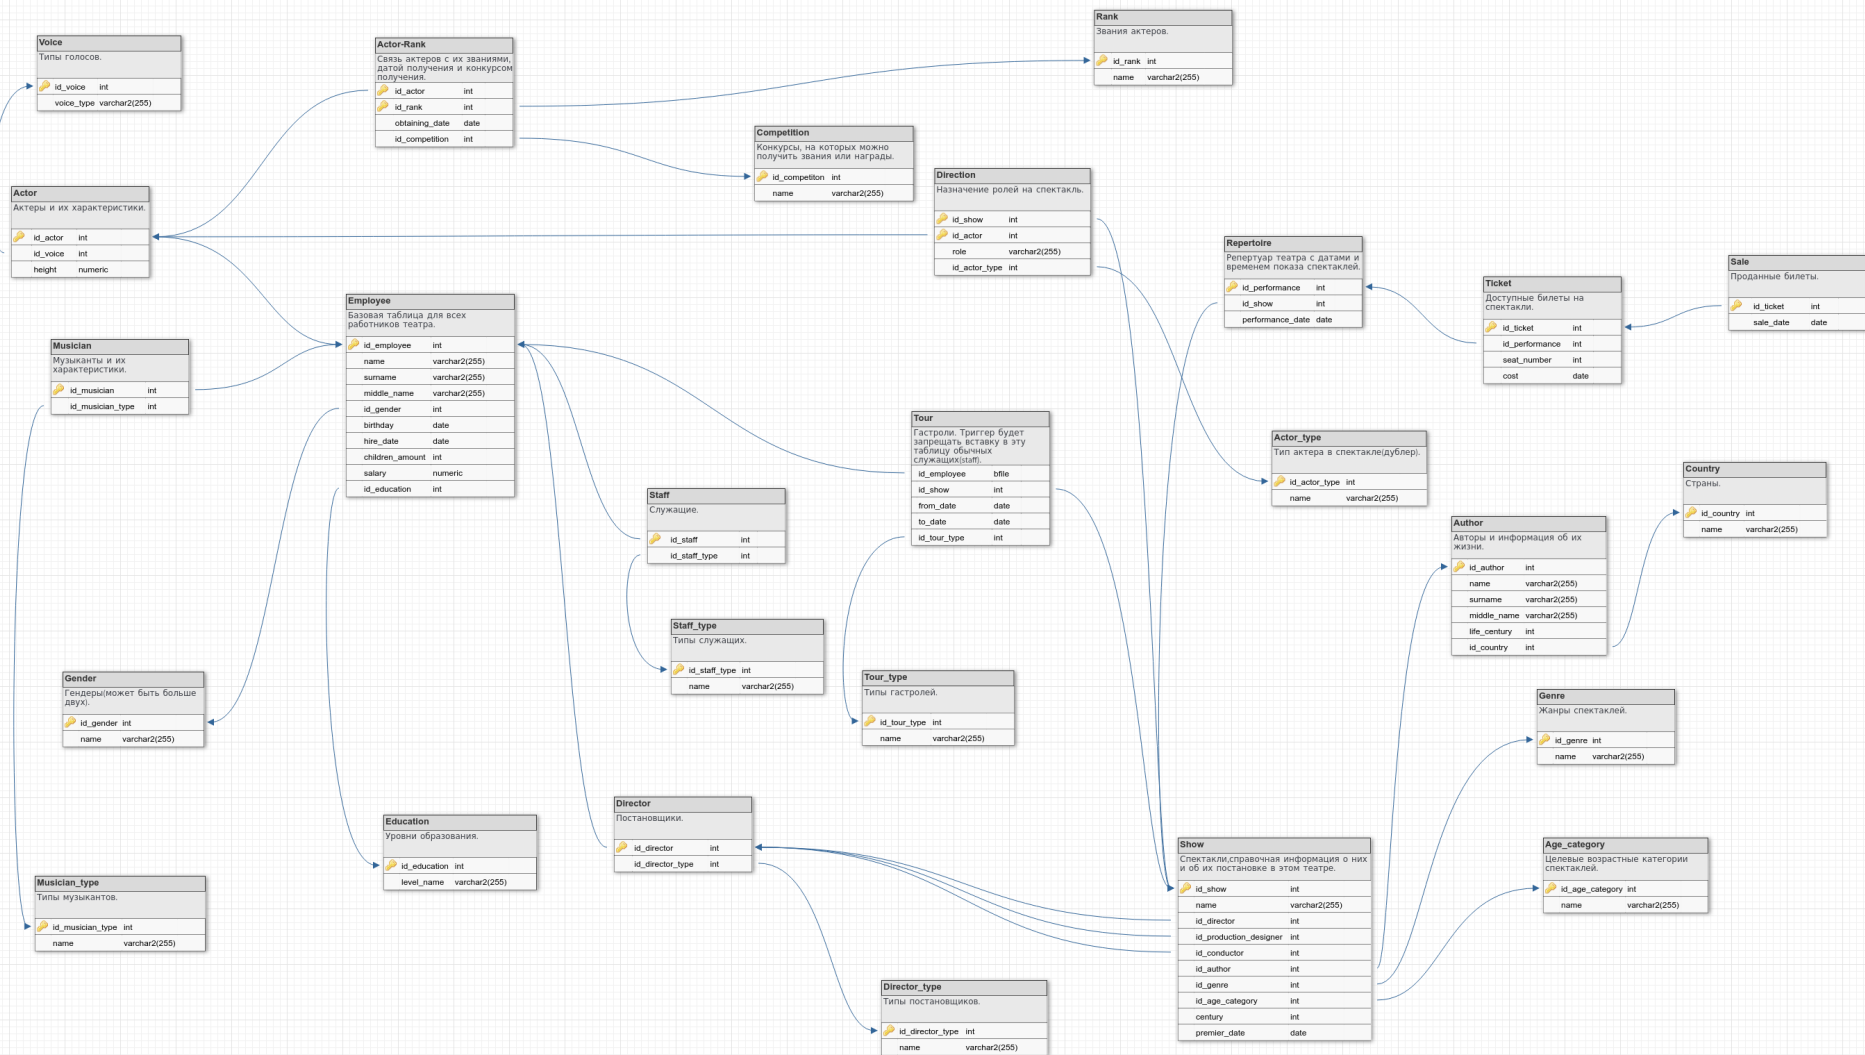 Voice
Типы голосов.
id_voice int
voice_type varchar2(255)
Actor-Rank
Связь актеров с их званиями,
датой получения и конкурсом
получения.
id_actor int
id_rank int
obtaining_date date
id_competition int
Rank
Звания актеров.
id_rank int
name varchar2(255)
Competition
Конкурсы, на которых можно
получить звания или награды.
id_competiton int
name varchar2(255)
Direction
Назначение ролей на спектакль.
id_show int
id_actor int
role varchar2(255)
id_actor_type int
Actor
Актеры и их характеристики.
id_actor int
id_voice int
height numeric
Repertoire
Репертуар театра с датами и
временем показа спектаклей.
id_performance int
id_show int
performance_date date
Ticket
Доступные билеты на
спектакли.
id_ticket int
id_performance int
seat_number int
cost date
Sale
Проданные билеты.
id_ticket int
sale_date date
Employee
Базовая таблица для всех
работников театра.
id_employee int
name varchar2(255)
surname varchar2(255)
middle_name varchar2(255)
id_gender int
birthday date
hire_date date
children_amount int
salary numeric
id_education int
Musician
Музыканты и их
характеристики.
id_musician int
id_musician_type int
Tour
Гастроли. Триггер будет
запрещать вставку в эту
таблицу обычных
служащих(staff).
id_employee bfile
id_show int
from_date date
to_date date
id_tour_type int
Actor_type
Тип актера в спектакле(дублер).
id_actor_type int
name varchar2(255)
Country
Страны.
id_country int
name varchar2(255)
Staff
Служащие.
id_staff int
id_staff_type int
Author
Авторы и информация об их
жизни.
id_author int
name varchar2(255)
surname varchar2(255)
middle_name varchar2(255)
life_century int
id_country int
Staff_type
Типы служащих.
id_staff_type int
name varchar2(255)
Gender
Гендеры(может быть больше
двух).
id_gender int
name varchar2(255)
Tour_type
Типы гастролей.
id_tour_type int
name varchar2(255)
Genre
Жанры спектаклей.
id_genre int
name varchar2(255)
Education
Уровни образования.
id_education int
level_name varchar2(255)
Director
Постановщики.
id_director int
id_director_type int
Show
Спектакли,справочная информация о них
и об их постановке в этом театре.
id_show int
name varchar2(255)
id_director int
id_production_designer int
id_conductor int
id_author int
id_genre int
id_age_category int
century int
premier_date date
Age_category
Целевые возрастные категории
спектаклей.
id_age_category int
name varchar2(255)
Musician_type
Типы музыкантов.
id_musician_type int
name varchar2(255)
Director_type
Типы постановщиков.
id_director_type int
name varchar2(255)